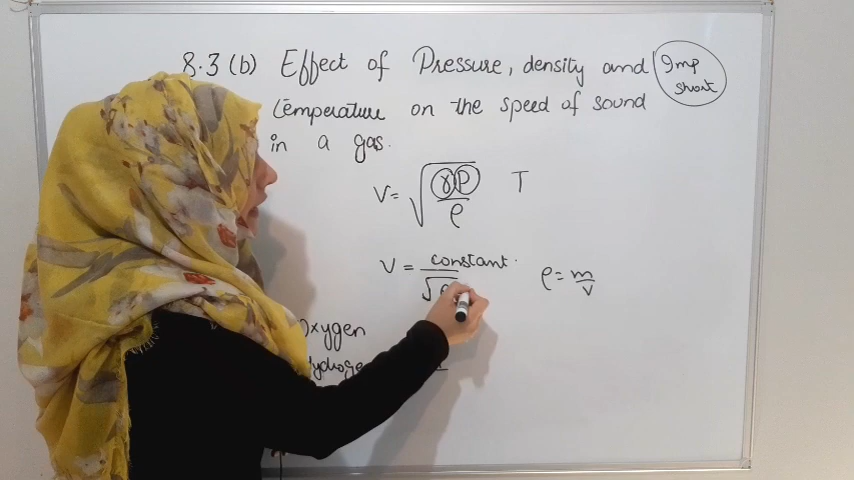 8.3 (b) Effect of Pressure, density and Imp short
temperature on the speed of sound
in a gas.
V = √(γP/ρ) T
V = constant/√ρ ρ = m/v
Oxygen
Hydroge